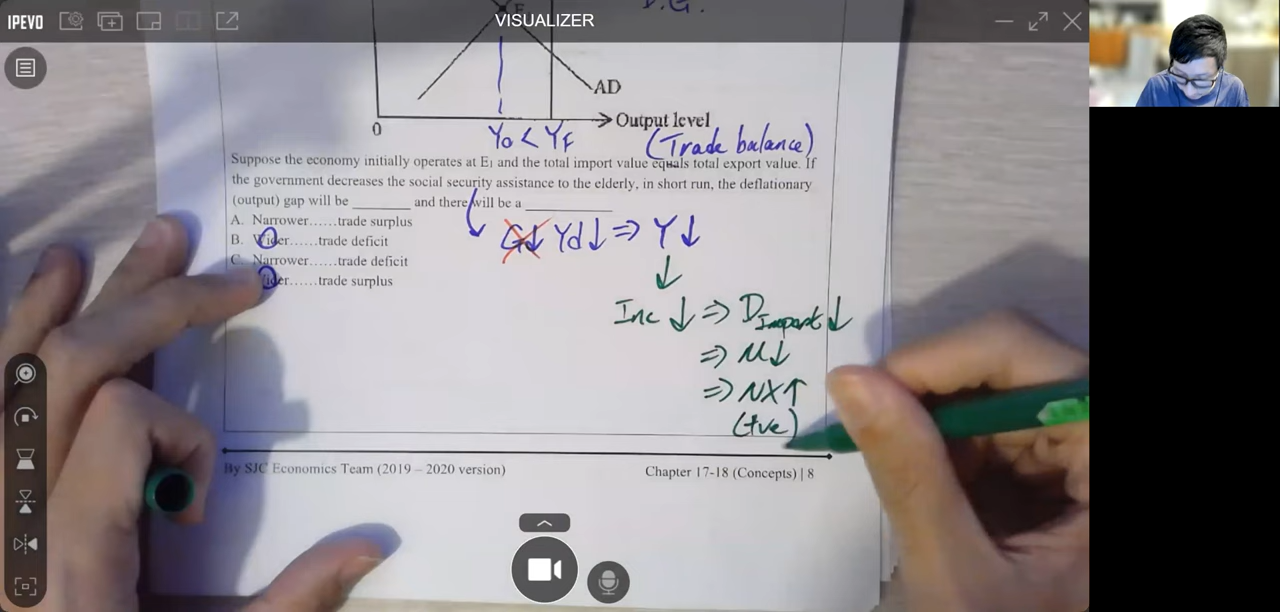 IPEVO
VISUALIZER
D.G.
E
AD
0
Output level
Yo < YF
(Trade balance)
Suppose the economy initially operates at E₁ and the total import value equals total export value. If
the government decreases the social security assistance to the elderly, in short run, the deflationary
(output) gap will be ________ and there will be a ____________
A. Narrower......trade surplus
B. Wider......trade deficit
C. Narrower......trade deficit
Wider......trade surplus
G↓ Yd↓ ⇒ Y↓
↓
Inc ↓ ⇒ DImport ↓
⇒ M↓
⇒ NX↑
(+ve)
By SJC Economics Team (2019 – 2020 version)
Chapter 17-18 (Concepts) | 8